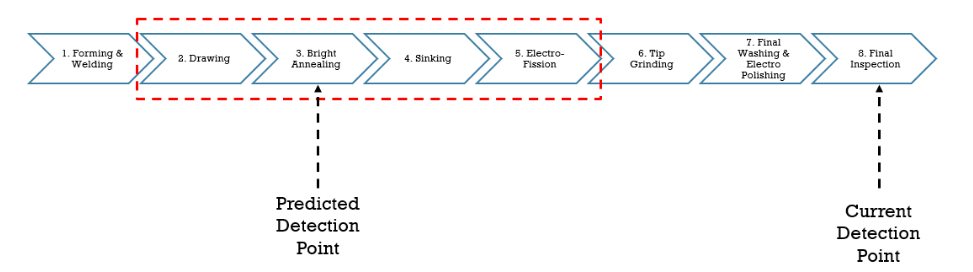 1. Forming &
Welding
2. Drawing
3. Bright
Annealing
4. Sinking
5. Electro-
Fission
6. Tip
Grinding
7. Final
Washing &
Electro
Polishing
8. Final
Inspection
Predicted
Detection
Point
Current
Detection
Point